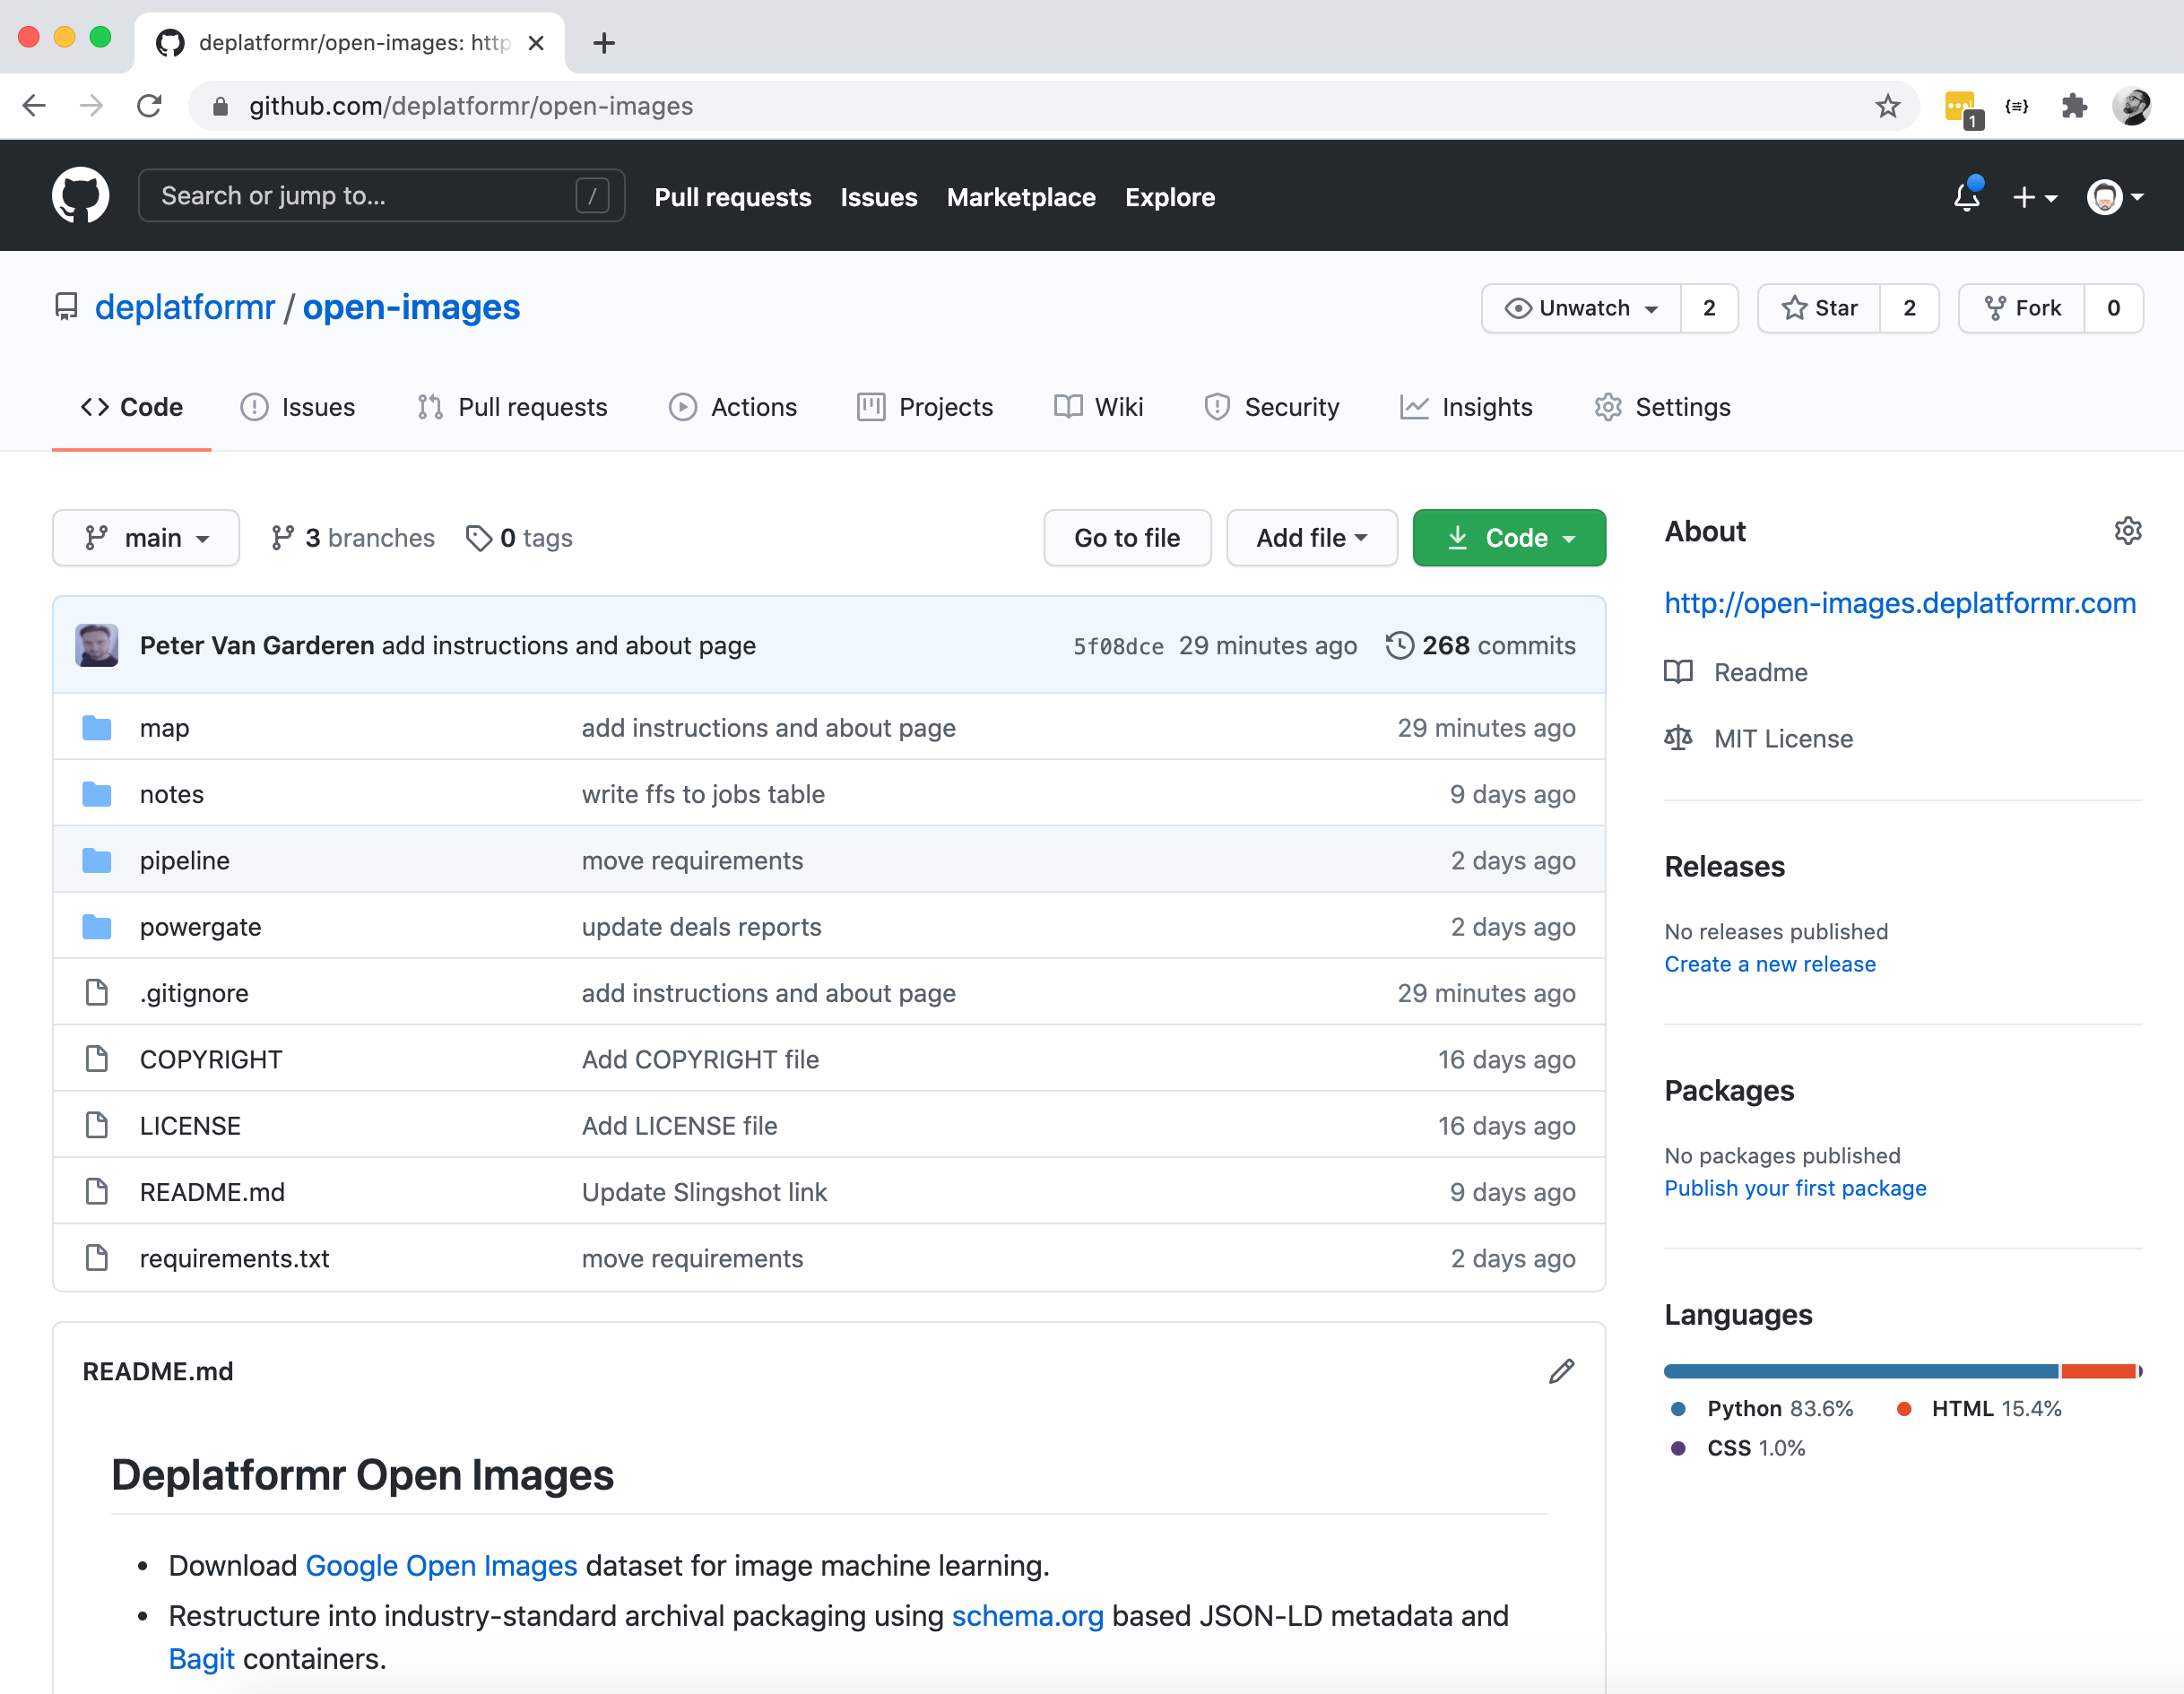 deplatformr/open-images: http
github.com/deplatformr/open-images
1
Search or jump to... /
Pull requests Issues Marketplace Explore
deplatformr / open-images
Unwatch 2 Star 2 Fork 0
Code Issues Pull requests Actions Projects Wiki Security Insights Settings
main 3 branches 0 tags Go to file Add file Code
Peter Van Garderen add instructions and about page 5f08dce 29 minutes ago 268 commits
map add instructions and about page 29 minutes ago
notes write ffs to jobs table 9 days ago
pipeline move requirements 2 days ago
powergate update deals reports 2 days ago
.gitignore add instructions and about page 29 minutes ago
COPYRIGHT Add COPYRIGHT file 16 days ago
LICENSE Add LICENSE file 16 days ago
README.md Update Slingshot link 9 days ago
requirements.txt move requirements 2 days ago
README.md
Deplatformr Open Images
• Download Google Open Images dataset for image machine learning.
• Restructure into industry-standard archival packaging using schema.org based JSON-LD metadata and
Bagit containers.
About
http://open-images.deplatformr.com
Readme
MIT License
Releases
No releases published
Create a new release
Packages
No packages published
Publish your first package
Languages
Python 83.6% HTML 15.4%
CSS 1.0%